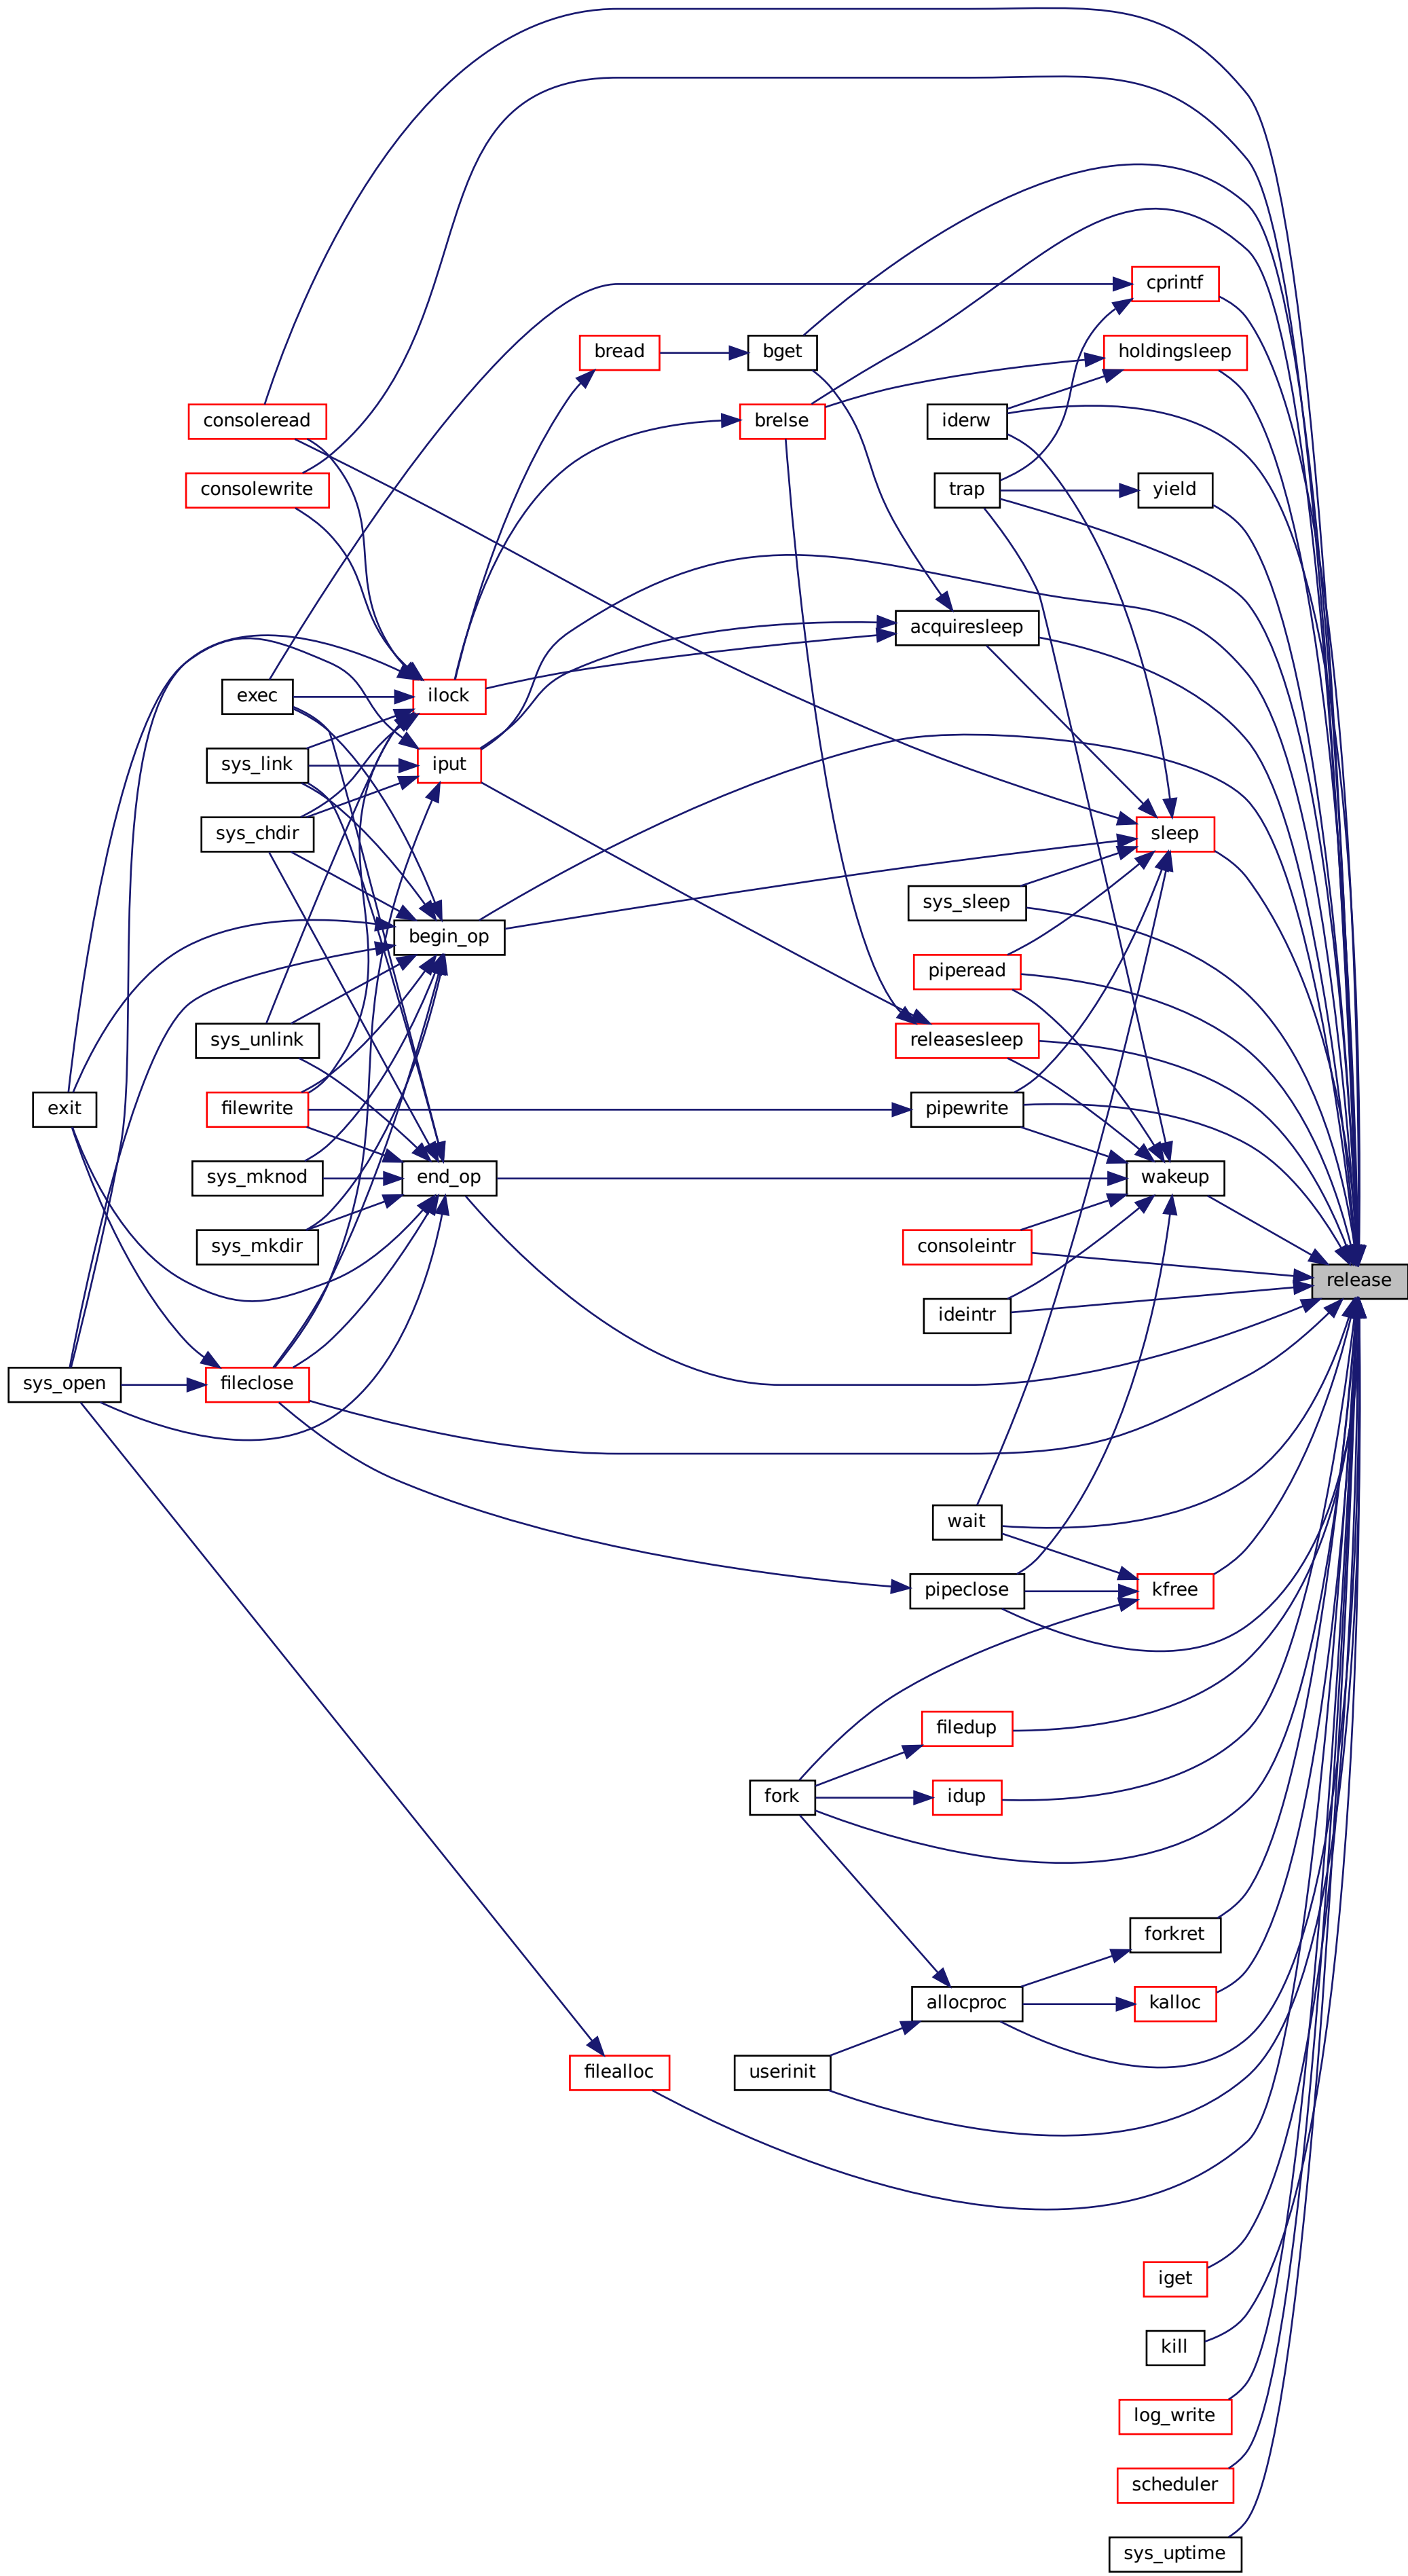 cprintf
bread
bget
holdingsleep
consoleread
brelse
iderw
consolewrite
trap
yield
acquiresleep
exec
ilock
sys_link
iput
sys_chdir
sleep
sys_sleep
begin_op
piperead
sys_unlink
releasesleep
exit
filewrite
pipewrite
sys_mknod
end_op
wakeup
sys_mkdir
consoleintr
release
ideintr
sys_open
fileclose
wait
pipeclose
kfree
filedup
fork
idup
forkret
allocproc
kalloc
userinit
filealloc
iget
kill
log_write
scheduler
sys_uptime